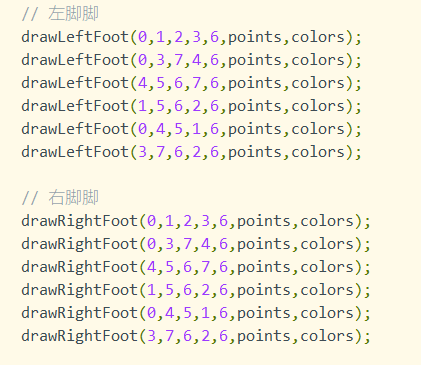 // 左脚脚
drawLeftFoot(0,1,2,3,6,points,colors);
drawLeftFoot(0,3,7,4,6,points,colors);
drawLeftFoot(4,5,6,7,6,points,colors);
drawLeftFoot(1,5,6,2,6,points,colors);
drawLeftFoot(0,4,5,1,6,points,colors);
drawLeftFoot(3,7,6,2,6,points,colors);
// 右脚脚
drawRightFoot(0,1,2,3,6,points,colors);
drawRightFoot(0,3,7,4,6,points,colors);
drawRightFoot(4,5,6,7,6,points,colors);
drawRightFoot(1,5,6,2,6,points,colors);
drawRightFoot(0,4,5,1,6,points,colors);
drawRightFoot(3,7,6,2,6,points,colors);